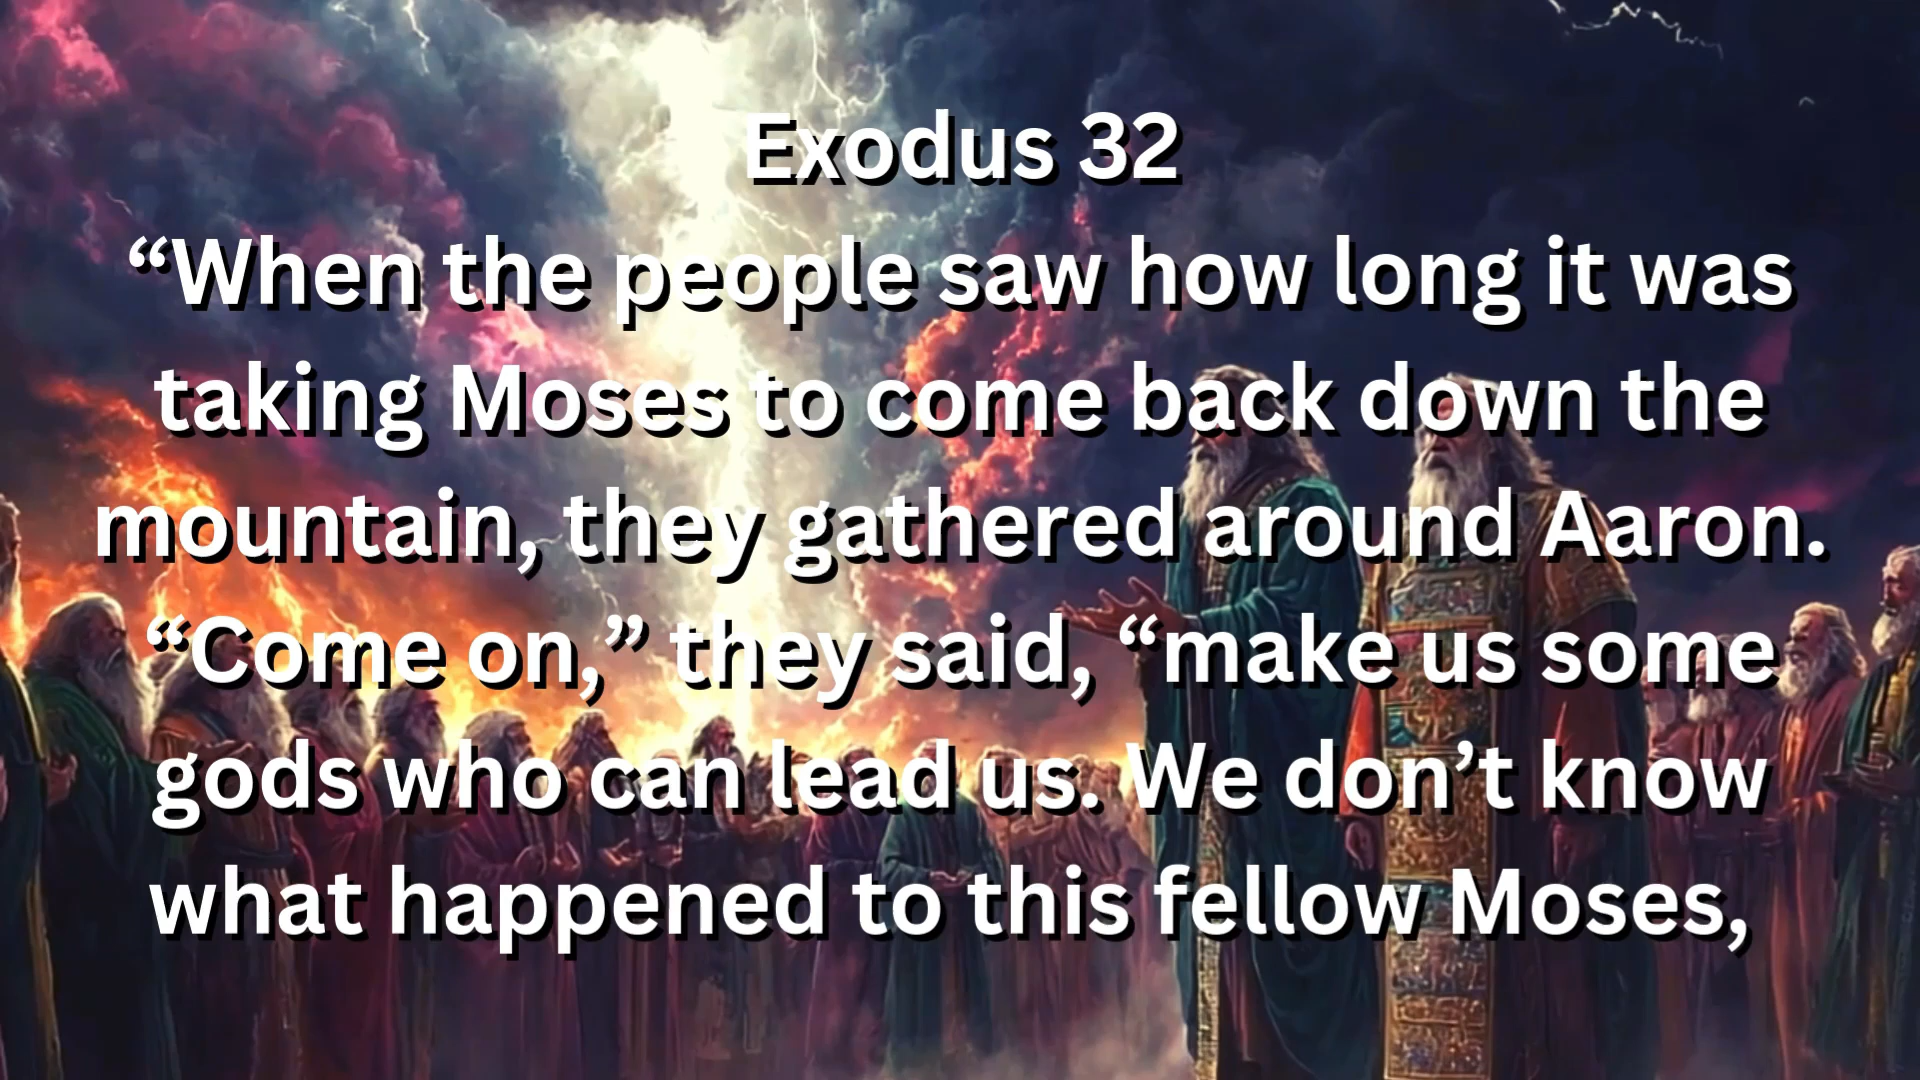 Exodus 32
“When the people saw how long it was
taking Moses to come back down the
mountain, they gathered around Aaron.
“Come on,” they said, “make us some
gods who can lead us. We don’t know
what happened to this fellow Moses,